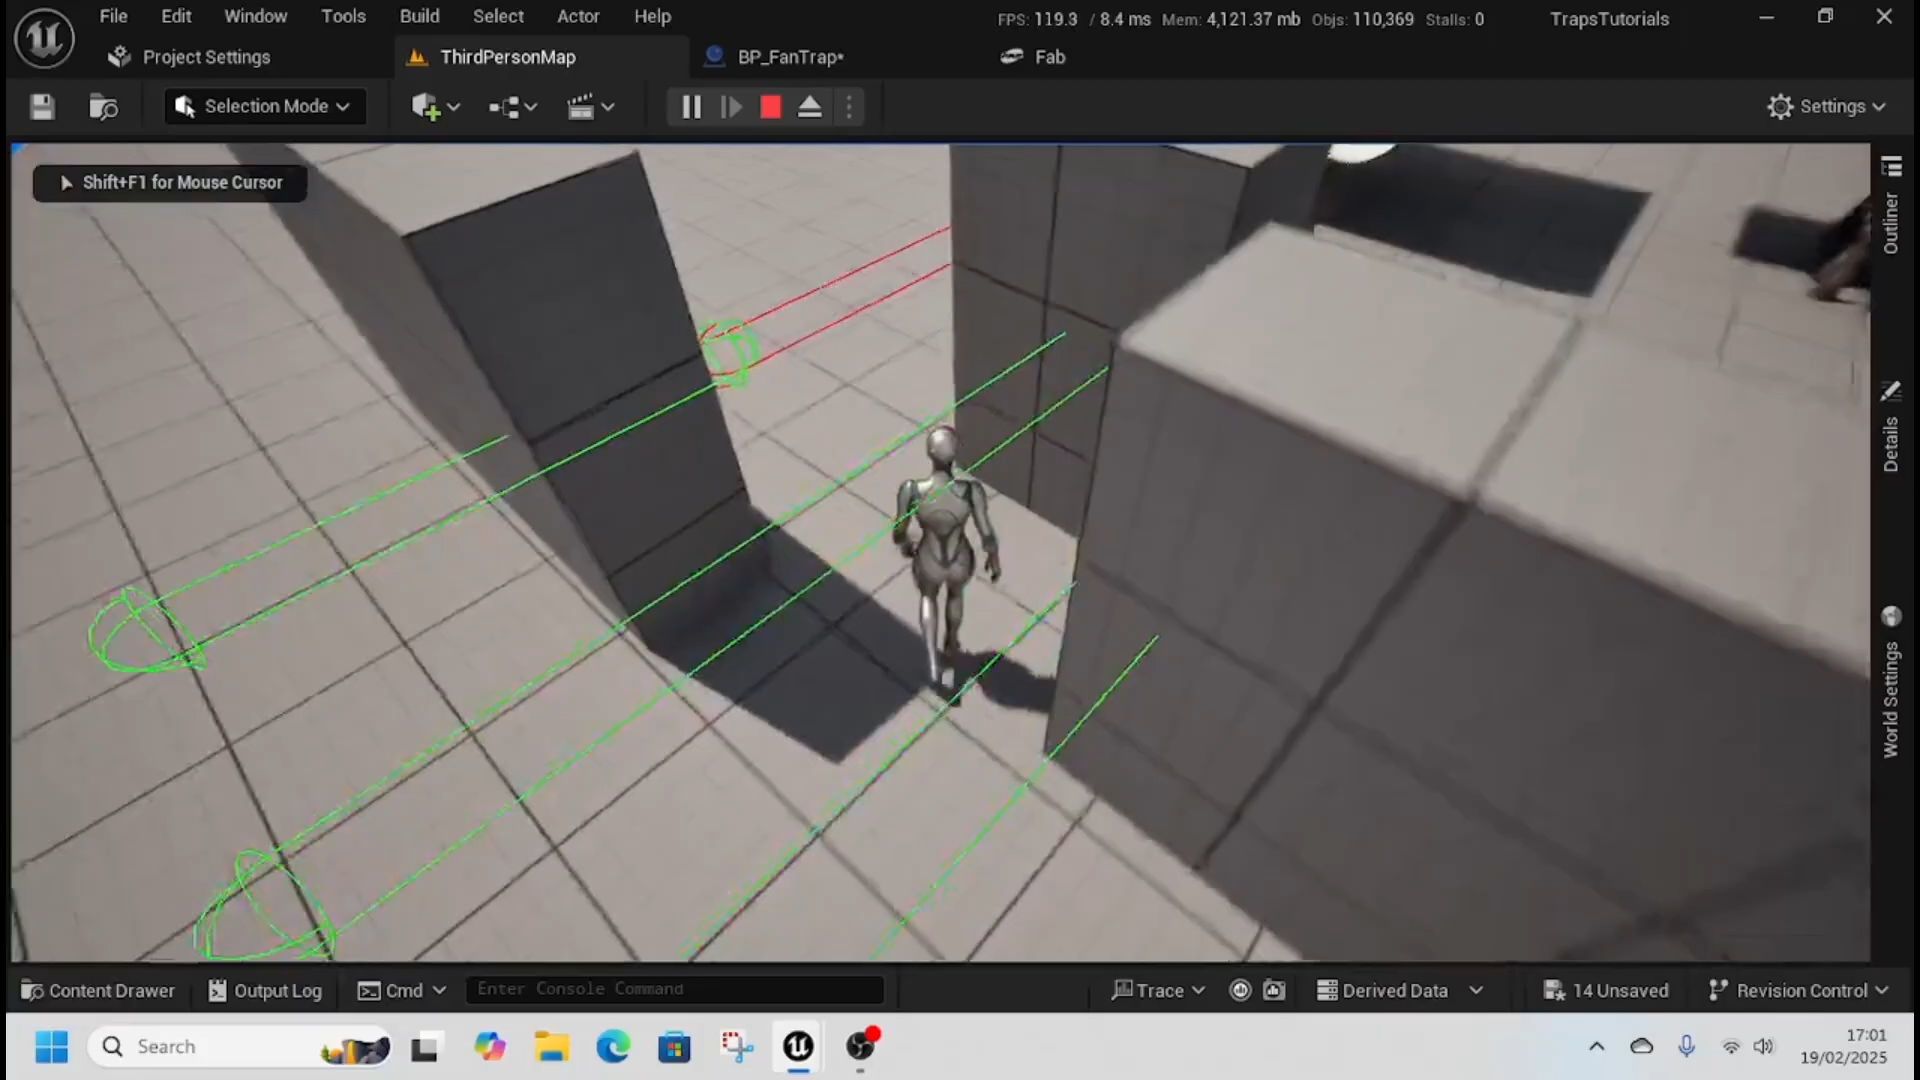 File Edit Window Tools Build Select Actor Help
FPS: 119.3 / 8.4 ms Mem: 4,121.37 mb Objs: 110,369 Stalls: 0
TrapsTutorials
Project Settings
ThirdPersonMap
BP_FanTrap*
Fab
Selection Mode
Settings
Shift+F1 for Mouse Cursor
Outliner
Details
World Settings
Content Drawer
Output Log
Cmd
Enter Console Command
Trace
Derived Data
14 Unsaved
Revision Control
Search
17:01
19/02/2025